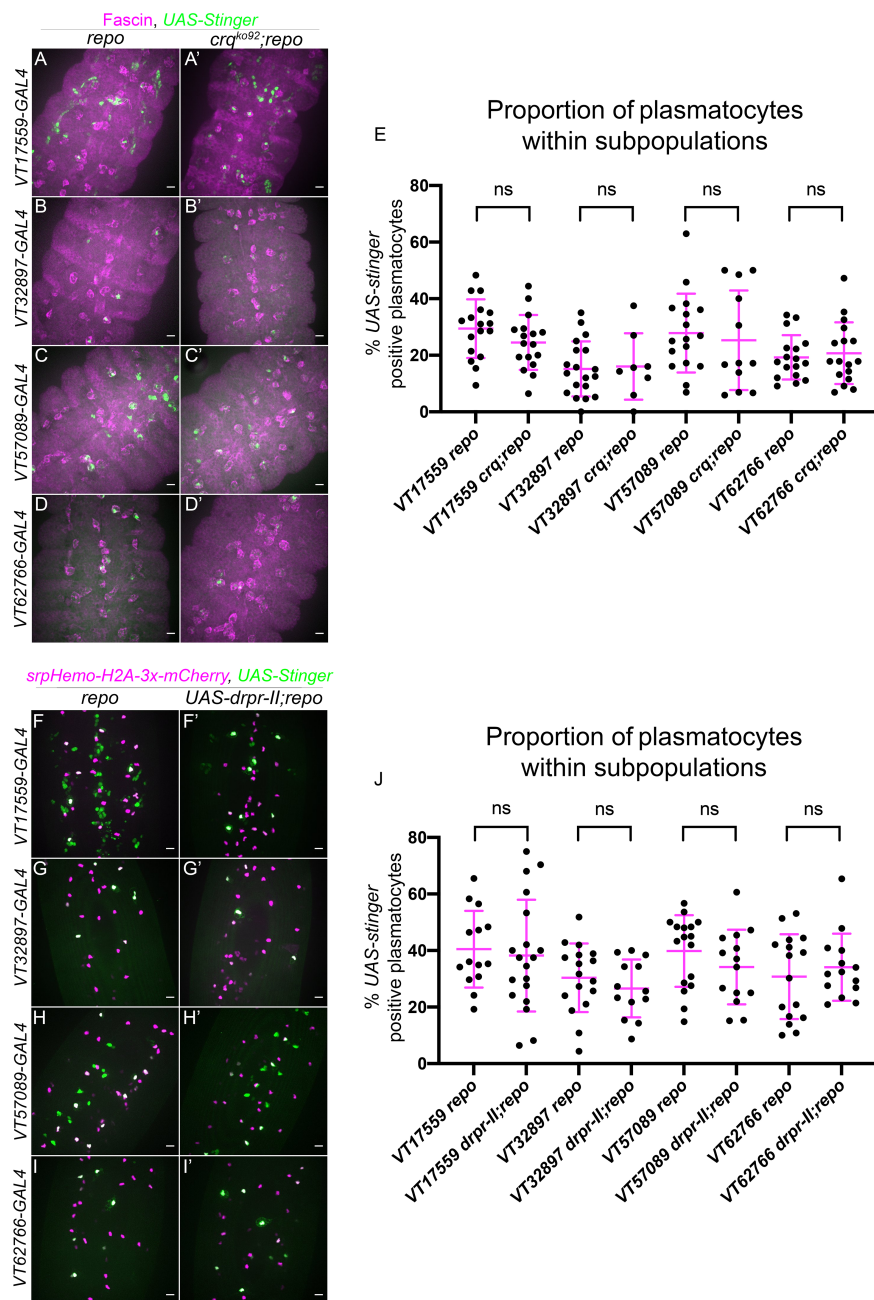 Fascin, UAS-Stinger
repo
crqko92;repo
A
A’
VT17559-GAL4
B
B’
VT32897-GAL4
C
C’
VT57089-GAL4
D
D’
VT62766-GAL4
E
Proportion of plasmatocytes
within subpopulations
% UAS-stinger
positive plasmatocytes
80
60
40
20
0
ns
ns
ns
ns
VT17559 repo
VT17559 crq;repo
VT32897 repo
VT32897 crq;repo
VT57089 repo
VT57089 crq;repo
VT62766 repo
VT62766 crq;repo
srpHemo-H2A-3x-mCherry, UAS-Stinger
repo
UAS-drpr-II;repo
F
F’
VT17559-GAL4
G
G’
VT32897-GAL4
H
H’
VT57089-GAL4
I
I’
VT62766-GAL4
J
Proportion of plasmatocytes
within subpopulations
% UAS-stinger
positive plasmatocytes
80
60
40
20
0
ns
ns
ns
ns
VT17559 repo
VT17559 drpr-II;repo
VT32897 repo
VT32897 drpr-II;repo
VT57089 repo
VT57089 drpr-II;repo
VT62766 repo
VT62766 drpr-II;repo